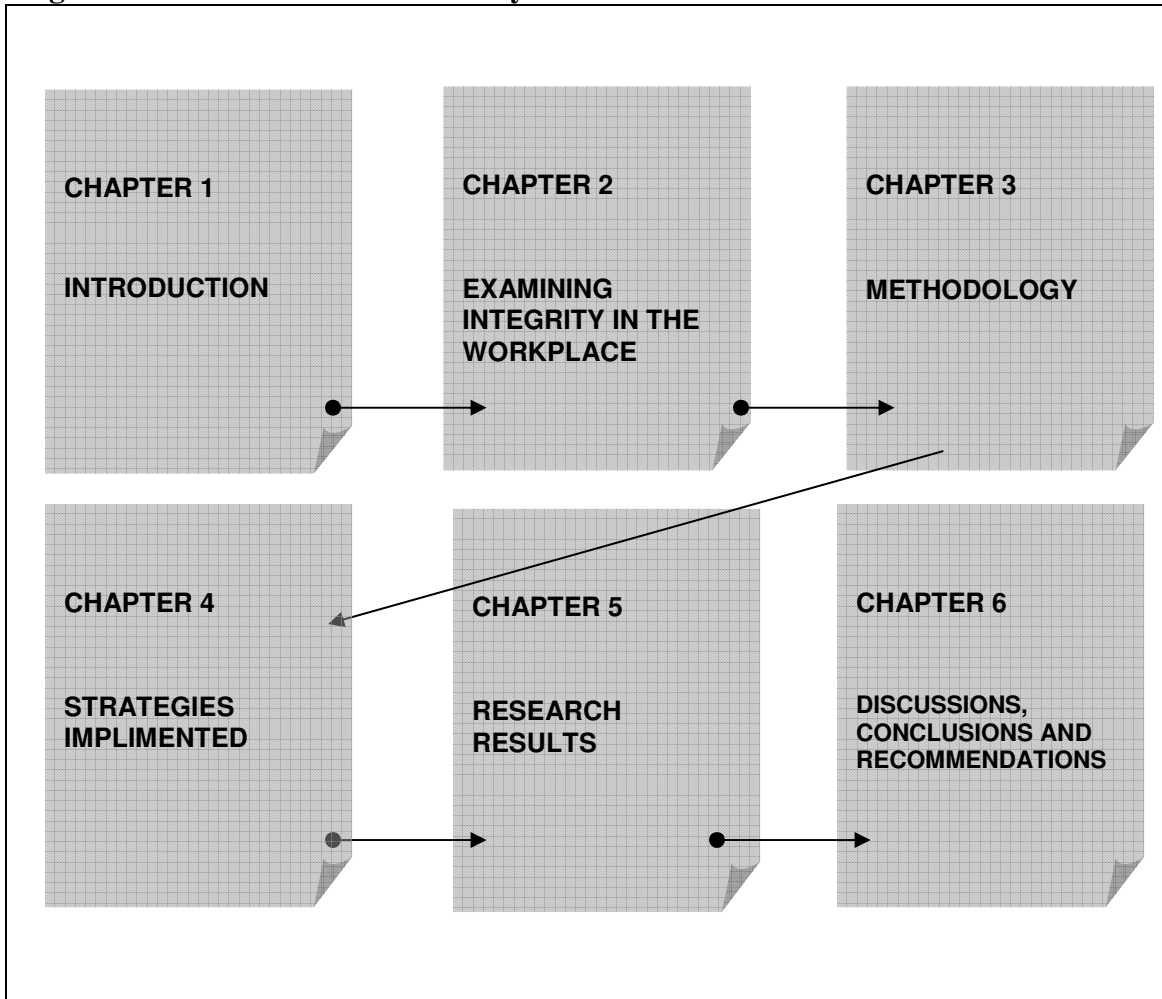 CHAPTER 1
INTRODUCTION
CHAPTER 2
EXAMINING
INTEGRITY IN THE
WORKPLACE
CHAPTER 3
METHODOLOGY
CHAPTER 4
STRATEGIES
IMPLIMENTED
CHAPTER 5
RESEARCH
RESULTS
CHAPTER 6
DISCUSSIONS,
CONCLUSIONS AND
RECOMMENDATIONS